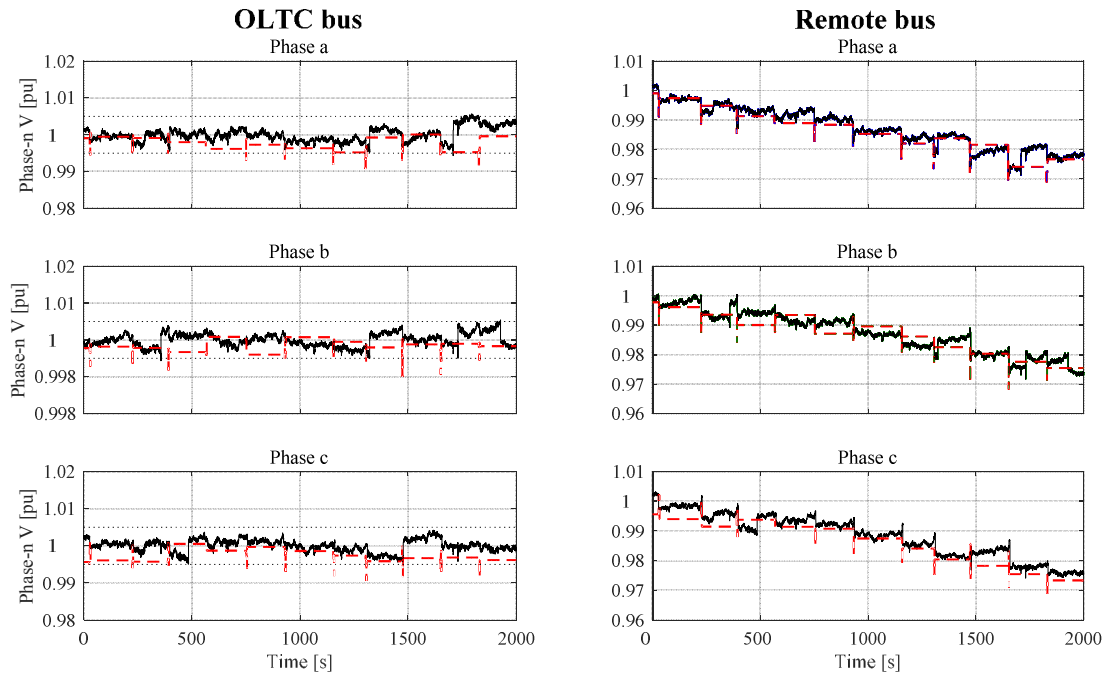 OLTC bus
Remote bus
Phase a
Phase a
1.02
1.01
1
0.99
0.98
Phase-n V [pu]
1.01
1
0.99
0.98
0.97
0.96
Phase b
Phase b
1.02
1.01
1
0.998
0.998
Phase-n V [pu]
1.01
1
0.99
0.98
0.97
0.96
Phase c
Phase c
1.02
1.01
1
0.99
0.98
Phase-n V [pu]
1.01
1
0.99
0.98
0.97
0.96
0 500 1000 1500 2000
0 500 1000 1500 2000
Time [s]
Time [s]